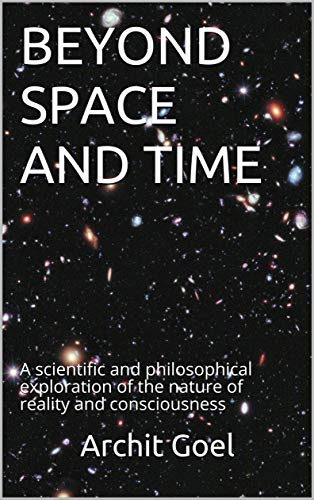 BEYOND
SPACE
AND TIME
A scientific and philosophical
exploration of the nature of
reality and consciousness
Archit Goel